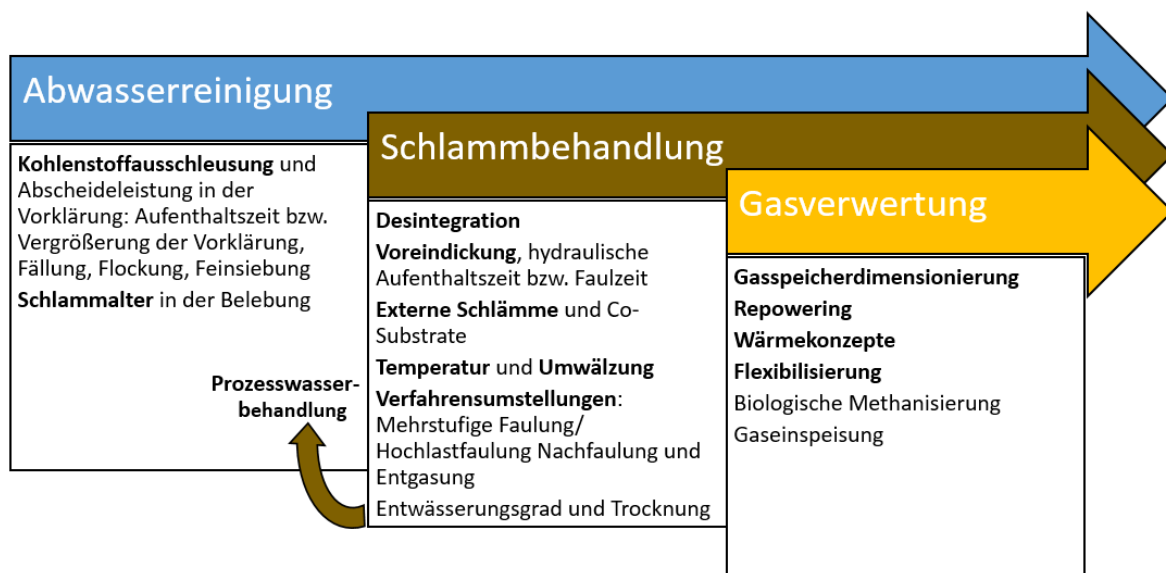 Abwasserreinigung
Kohlenstoffausschleusung und
Abscheideleistung in der
Vorklärung: Aufenthaltszeit bzw.
Vergrößerung der Vorklärung,
Fällung, Flockung, Feinsiebung
Schlammalter in der Belebung
Prozesswasser-
behandlung
Schlammbehandlung
Desintegration
Voreindickung, hydraulische
Aufenthaltszeit bzw. Faulzeit
Externe Schlämme und Co-
Substrate
Temperatur und Umwälzung
Verfahrensumstellungen:
Mehrstufige Faulung/
Hochlastfaulung Nachfaulung und
Entgasung
Entwässerungsgrad und Trocknung
Gasverwertung
Gasspeicherdimensionierung
Repowering
Wärmekonzepte
Flexibilisierung
Biologische Methanisierung
Gaseinspeisung